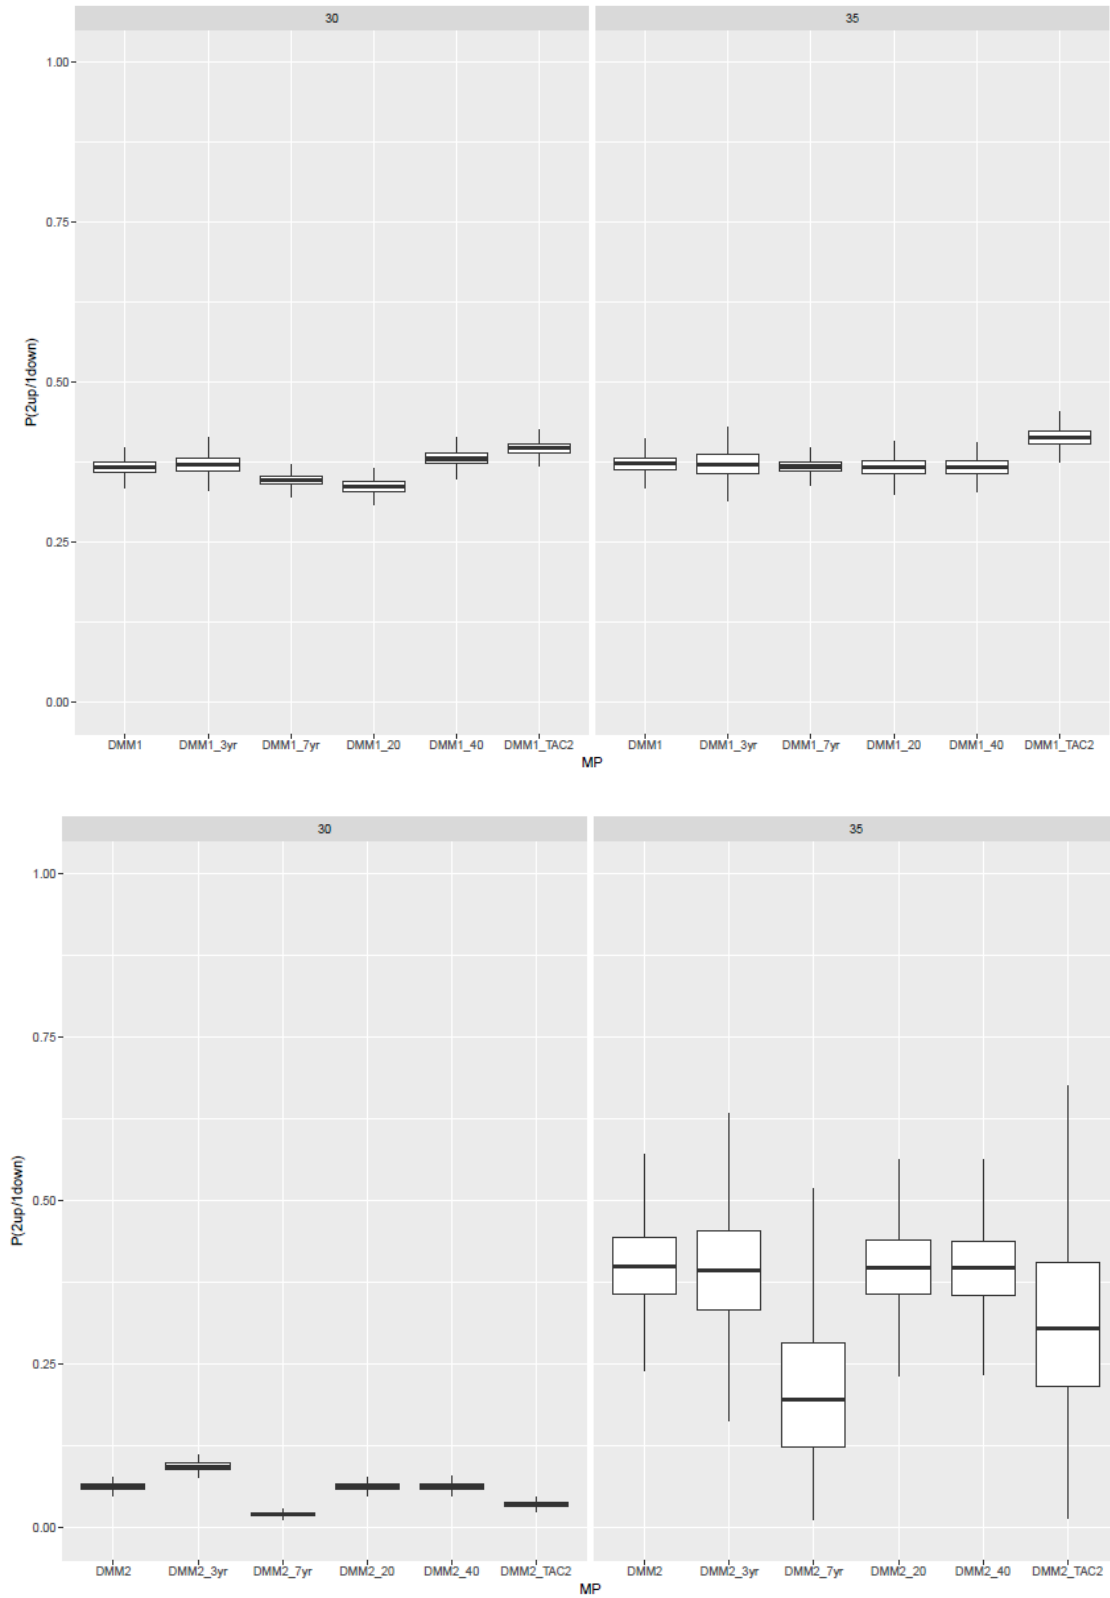 30 35
P(2up/1down)
1.00
0.75
0.50
0.25
0.00
DMM1 DMM1_3yr DMM1_7yr DMM1_20 DMM1_40 DMM1_TAC2 DMM1 DMM1_3yr DMM1_7yr DMM1_20 DMM1_40 DMM1_TAC2
MP
30 35
P(2up/1down)
1.00
0.75
0.50
0.25
0.00
DMM2 DMM2_3yr DMM2_7yr DMM2_20 DMM2_40 DMM2_TAC2 DMM2 DMM2_3yr DMM2_7yr DMM2_20 DMM2_40 DMM2_TAC2
MP